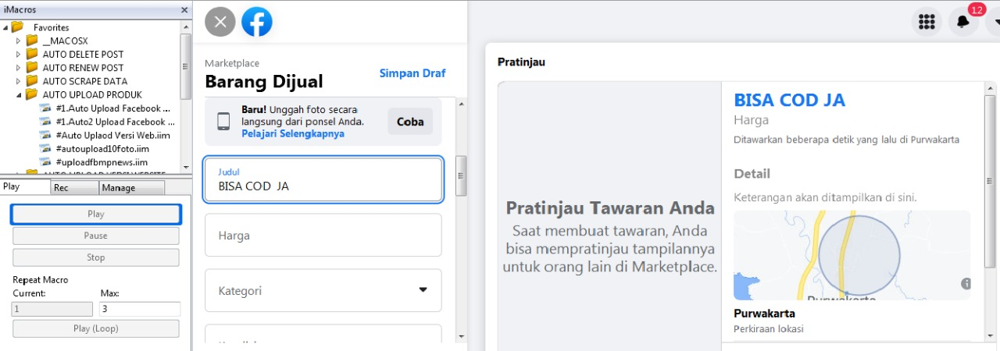 iMacros
Favorites
__MACOSX
AUTO DELETE POST
AUTO RENEW POST
AUTO SCRAPE DATA
AUTO UPLOAD PRODUK
#1.Auto Upload Facebook ...
#1.Auto2 Upload Facebook ...
#Auto Uplaod Versi Web.iim
#autoupload10foto.iim
#uploadfbmpnews.iim
AUTO UPLOAD VERSI WEBSITE
Play
Rec
Manage
Play
Pause
Stop
Repeat Macro
Current:
Max:
1
3
Play (Loop)
Marketplace
Barang Dijual
Simpan Draf
Baru! Unggah foto secara
langsung dari ponsel Anda.
Pelajari Selengkapnya
Coba
Judul
BISA COD  JA
Harga
Kategori
12
Pratinjau
Pratinjau Tawaran Anda
Saat membuat tawaran, Anda
bisa mempratinjau tampilannya
untuk orang lain di Marketplace.
BISA COD JA
Harga
Ditawarkan beberapa detik yang lalu di Purwakarta
Detail
Keterangan akan ditampilkan di sini.
Purwakarta
Purwakarta
Perkiraan lokasi